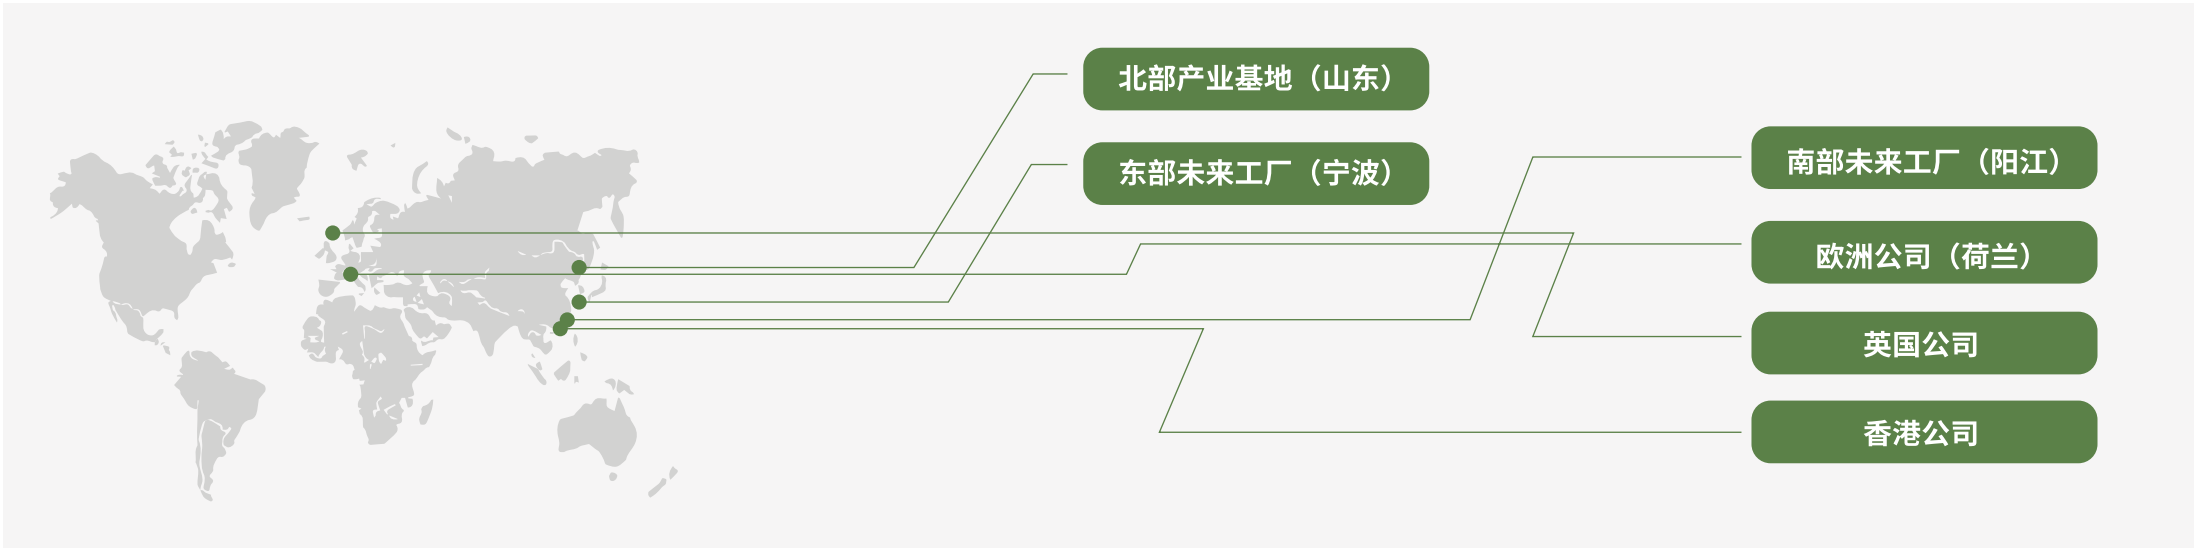 北部产业基地（山东）
东部未来工厂（宁波）
南部未来工厂（阳江）
欧洲公司（荷兰）
英国公司
香港公司